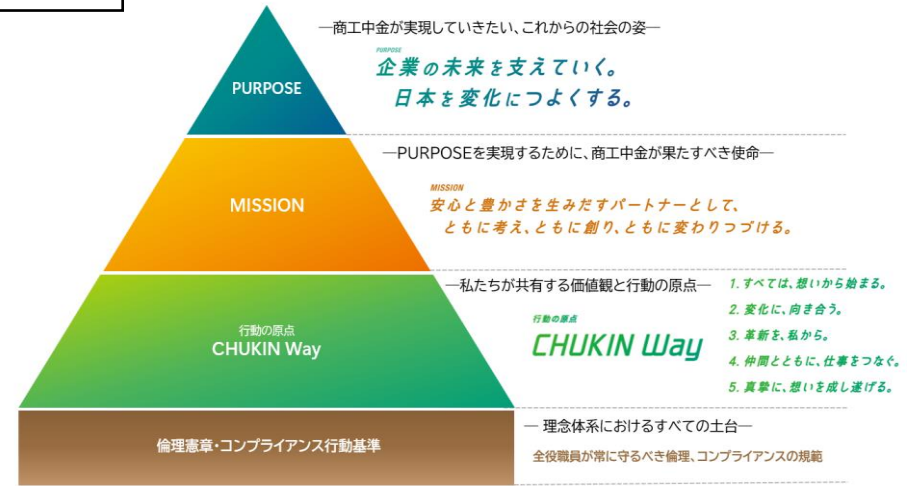 ―商工中金が実現していきたい、これからの社会の姿―
PURPOSE
PURPOSE
企業の未来を支えていく。
日本を変化につよくする。
―PURPOSEを実現するために、商工中金が果たすべき使命―
MISSION
MISSION
安心と豊かさを生みだすパートナーとして、
ともに考え、ともに創り、ともに変わりつづける。
―私たちが共有する価値観と行動の原点―
行動の原点
CHUKIN Way
行動の原点
CHUKIN Way
1. すべては、想いから始まる。
2. 変化に、向き合う。
3. 革新を、私から。
4. 仲間とともに、仕事をつなぐ。
5. 真摯に、想いを成し遂げる。
倫理憲章・コンプライアンス行動基準
― 理念体系におけるすべての土台―
全役職員が常に守るべき倫理、コンプライアンスの規範